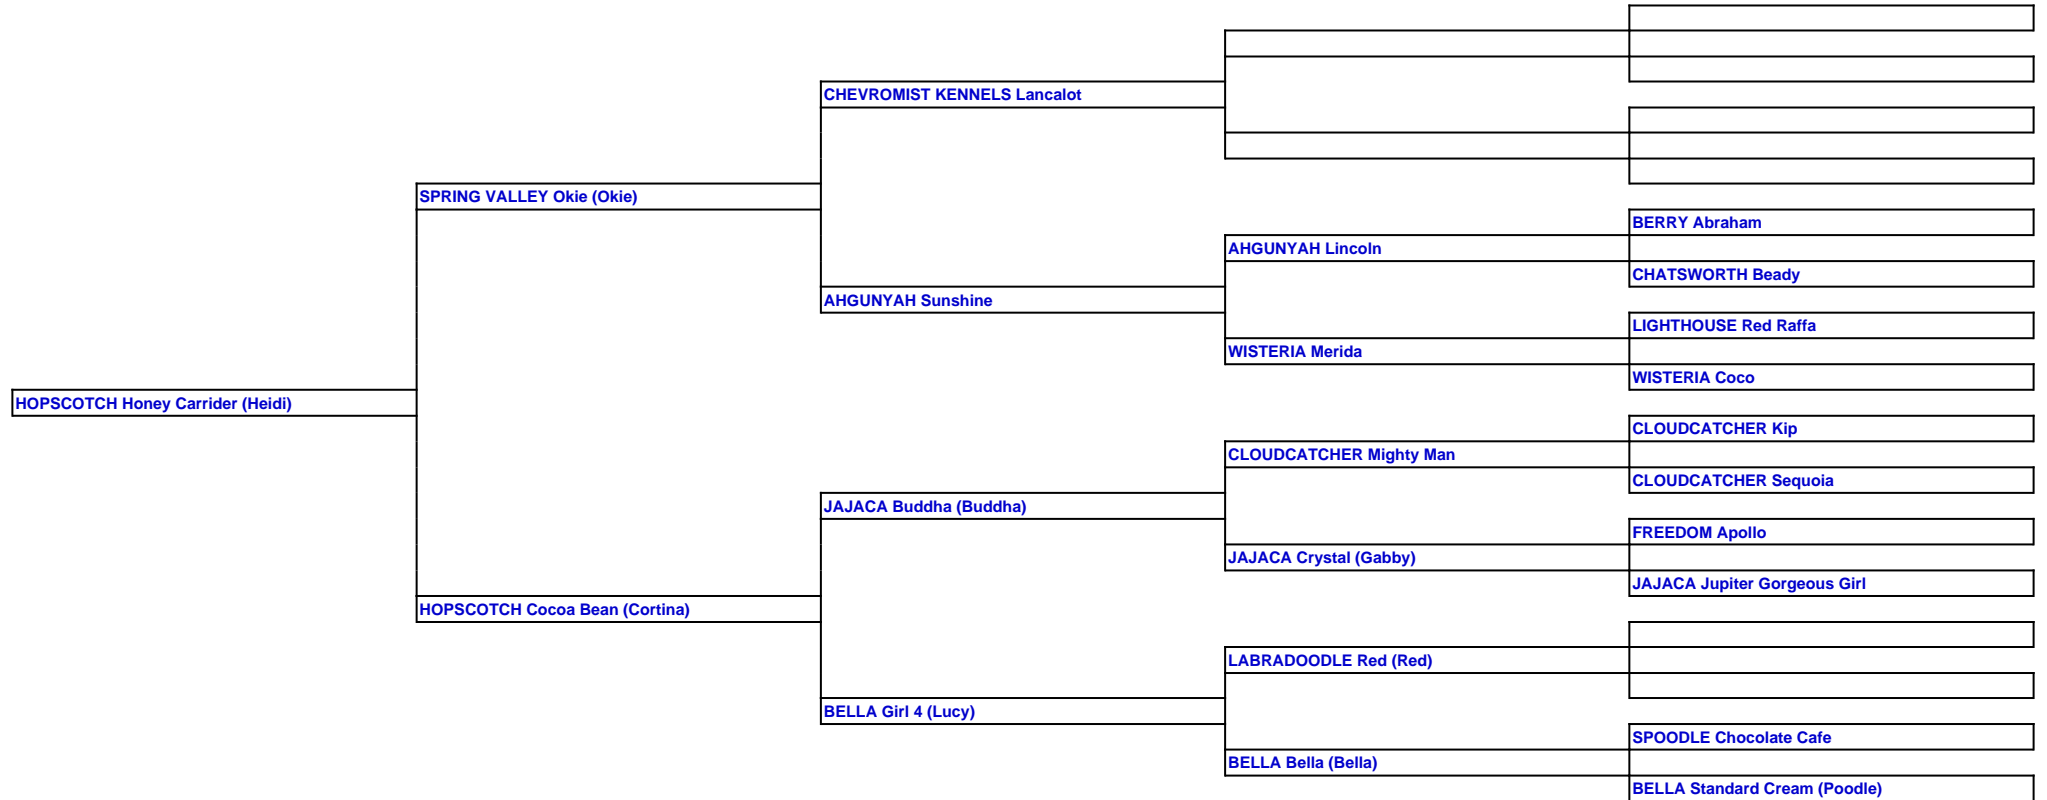 CHEVROMIST KENNELS Lancalot
SPRING VALLEY Okie (Okie)
BERRY Abraham
AHGUNYAH Lincoln
CHATSWORTH Beady
AHGUNYAH Sunshine
LIGHTHOUSE Red Raffa
WISTERIA Merida
WISTERIA Coco
HOPSCOTCH Honey Carrider (Heidi)
CLOUDCATCHER Kip
CLOUDCATCHER Mighty Man
CLOUDCATCHER Sequoia
JAJACA Buddha (Buddha)
FREEDOM Apollo
JAJACA Crystal (Gabby)
JAJACA Jupiter Gorgeous Girl
HOPSCOTCH Cocoa Bean (Cortina)
LABRADOODLE Red (Red)
BELLA Girl 4 (Lucy)
SPOODLE Chocolate Cafe
BELLA Bella (Bella)
BELLA Standard Cream (Poodle)